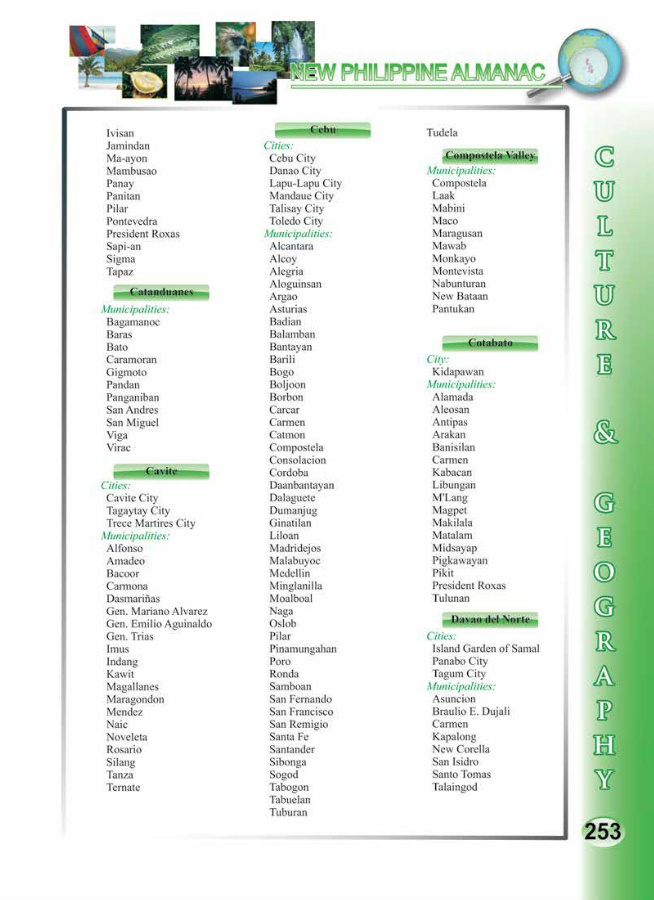 NEW PHILIPPINE ALMANAC
Ivisan
Jamindan
Ma-ayon
Mambusao
Panay
Panitan
Pilar
Pontevedra
President Roxas
Sapi-an
Sigma
Tapaz
Catanduanes
Municipalities:
Bagamanoc
Baras
Bato
Caramoran
Gigmoto
Pandan
Panganiban
San Andres
San Miguel
Viga
Virac
Cavite
Cities:
Cavite City
Tagaytay City
Trece Martires City
Municipalities:
Alfonso
Amadeo
Bacoor
Carmona
Dasmariñas
Gen. Mariano Alvarez
Gen. Emilio Aguinaldo
Gen. Trias
Imus
Indang
Kawit
Magallanes
Maragondon
Mendez
Naic
Noveleta
Rosario
Silang
Tanza
Ternate
Cebu
Cities:
Cebu City
Danao City
Lapu-Lapu City
Mandaue City
Talisay City
Toledo City
Municipalities:
Alcantara
Alcoy
Alegria
Aloguinsan
Argao
Asturias
Badian
Balamban
Bantayan
Barili
Bogo
Boljoon
Borbon
Carcar
Carmen
Catmon
Compostela
Consolacion
Cordoba
Daanbantayan
Dalaguete
Dumanjug
Ginatilan
Liloan
Madridejos
Malabuyoc
Medellin
Minglanilla
Moalboal
Naga
Oslob
Pilar
Pinamungahan
Poro
Ronda
Samboan
San Fernando
San Francisco
San Remigio
Santa Fe
Santander
Sibonga
Sogod
Tabogon
Tabuelan
Tuburan
Tudela
Compostela Valley
Municipalities:
Compostela
Laak
Mabini
Maco
Maragusan
Mawab
Monkayo
Montevista
Nabunturan
New Bataan
Pantukan
Cotabato
City:
Kidapawan
Municipalities:
Alamada
Aleosan
Antipas
Arakan
Banisilan
Carmen
Kabacan
Libungan
M'Lang
Magpet
Makilala
Matalam
Midsayap
Pigkawayan
Pikit
President Roxas
Tulunan
Davao del Norte
Cities:
Island Garden of Samal
Panabo City
Tagum City
Municipalities:
Asuncion
Braulio E. Dujali
Carmen
Kapalong
New Corella
San Isidro
Santo Tomas
Talaingod
CULTURE & GEOGRAPHY
253